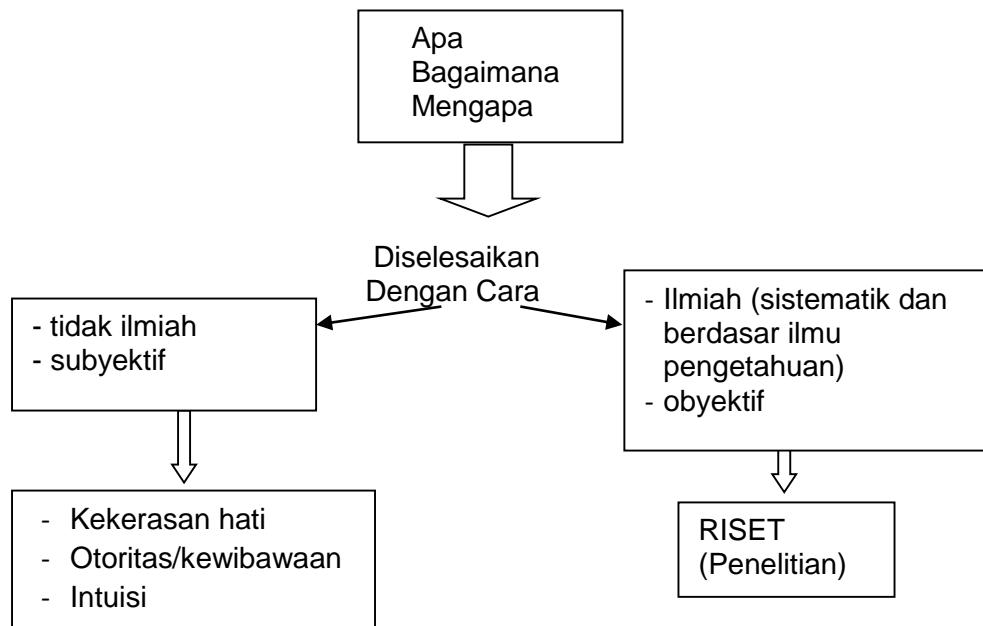 Apa
Bagaimana
Mengapa
Diselesaikan
Dengan Cara
- tidak ilmiah
- subyektif
- Ilmiah (sistematik dan
berdasar ilmu
pengetahuan)
- obyektif
- Kekerasan hati
- Otoritas/kewibawaan
- Intuisi
RISET
(Penelitian)